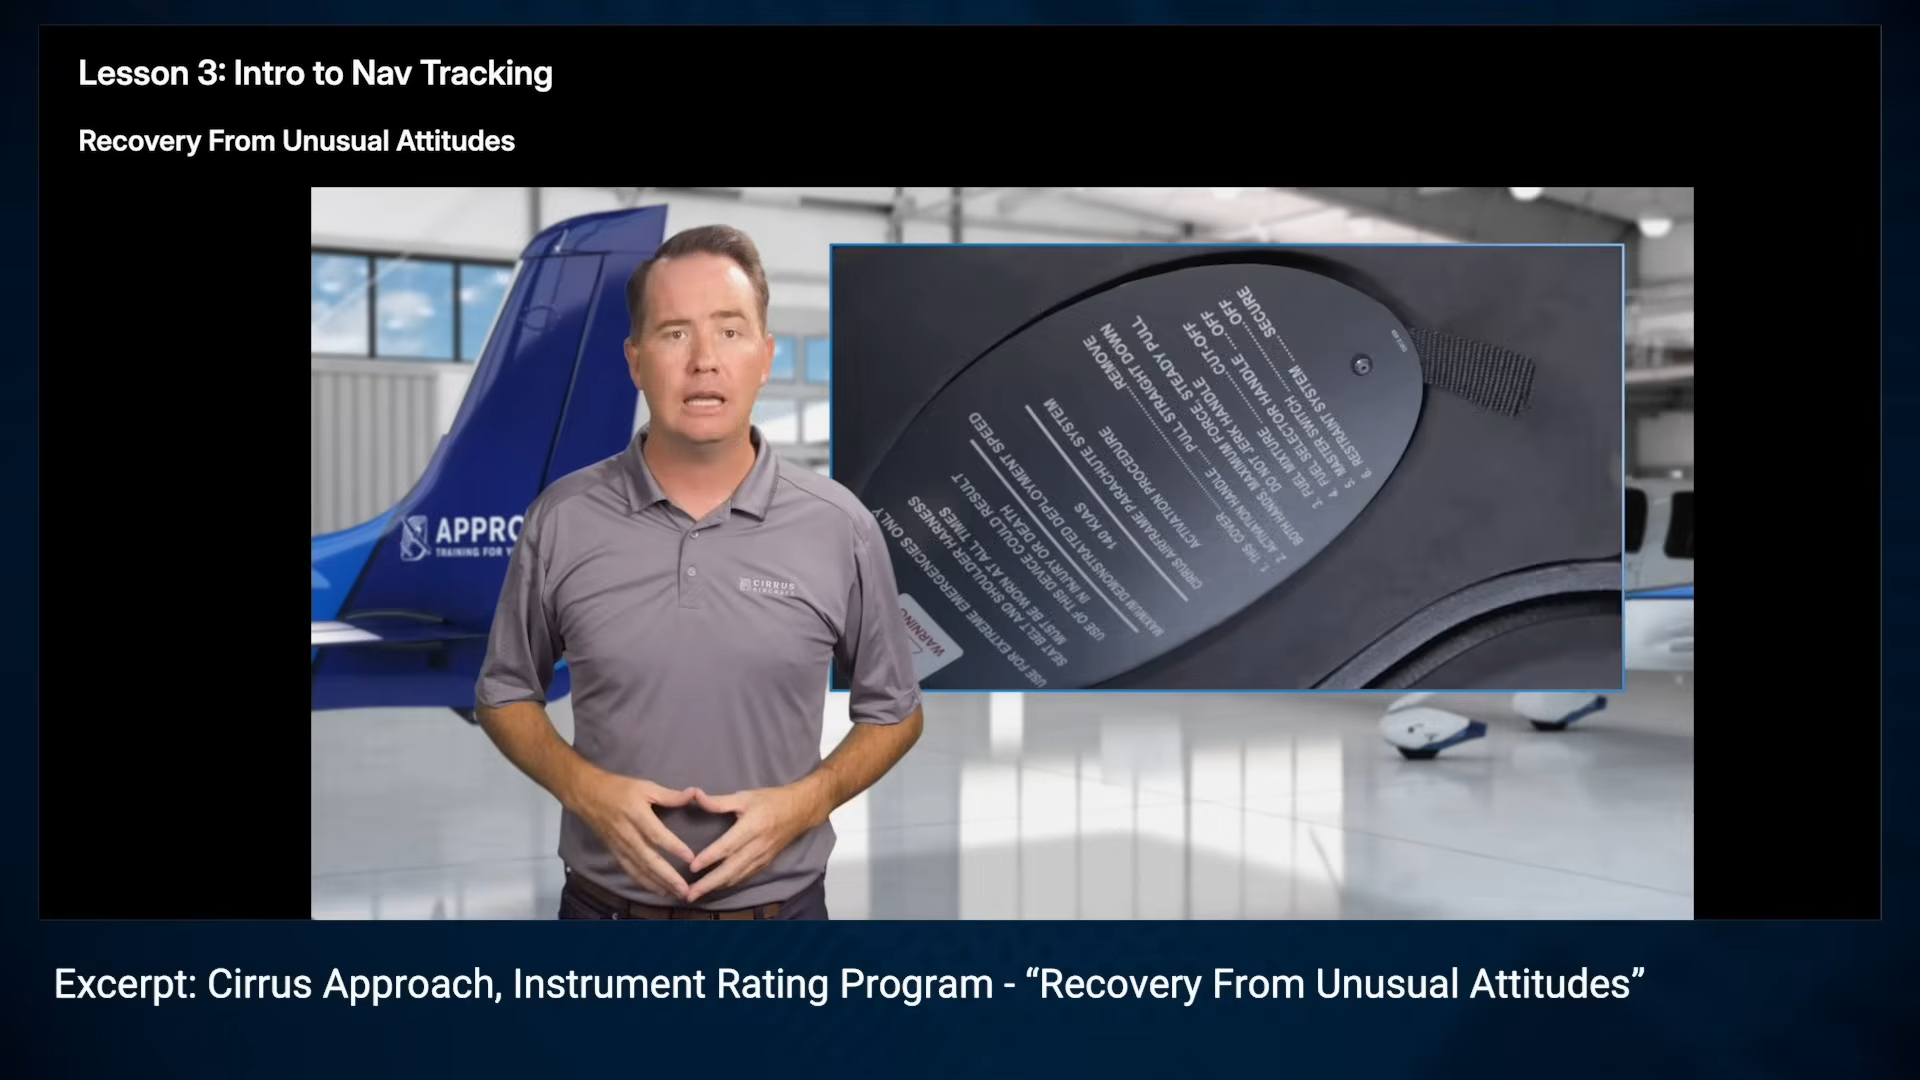 Lesson 3: Intro to Nav Tracking
Recovery From Unusual Attitudes
APPRO
TRAINING FOR
CIRRUS
AIRCRAFT
WARNING
USE FOR EXTREME EMERGENCIES ONLY
SEAT BELT AND SHOULDER HARNESS
MUST BE WORN AT ALL TIMES
USE OF THIS DEVICE COULD RESULT
IN INJURY OR DEATH
MAXIMUM DEMONSTRATED DEPLOYMENT SPEED
140 KIAS
CIRRUS AIRFRAME PARACHUTE SYSTEM
ACTIVATION PROCEDURE
1. THIS COVER.................REMOVE
2. ACTIVATION HANDLE......PULL STRAIGHT DOWN
BOTH HANDS, MAXIMUM FORCE, STEADY PULL
DO NOT JERK HANDLE
3. FUEL MIXTURE.............CUT-OFF
4. FUEL SELECTOR HANDLE....OFF
5. MASTER SWITCH............OFF
6. RESTRAINT SYSTEM..........SECURE
Excerpt: Cirrus Approach, Instrument Rating Program - “Recovery From Unusual Attitudes”